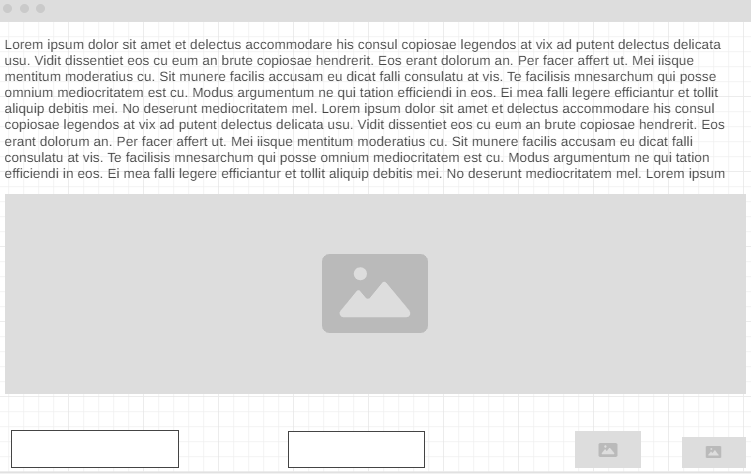 Lorem ipsum dolor sit amet et delectus accommodare his consul copiosae legendos at vix ad putent delectus delicata
usu. Vidit dissentiet eos cu eum an brute copiosae hendrerit. Eos erant dolorum an. Per facer affert ut. Mei iisque
mentitum moderatius cu. Sit munere facilis accusam eu dicat falli consulatu at vis. Te facilisis mnesarchum qui posse
omnium mediocritatem est cu. Modus argumentum ne qui tation efficiendi in eos. Ei mea falli legere efficiantur et tollit
aliquip debitis mei. No deserunt mediocritatem mel. Lorem ipsum dolor sit amet et delectus accommodare his consul
copiosae legendos at vix ad putent delectus delicata usu. Vidit dissentiet eos cu eum an brute copiosae hendrerit. Eos
erant dolorum an. Per facer affert ut. Mei iisque mentitum moderatius cu. Sit munere facilis accusam eu dicat falli
consulatu at vis. Te facilisis mnesarchum qui posse omnium mediocritatem est cu. Modus argumentum ne qui tation
efficiendi in eos. Ei mea falli legere efficiantur et tollit aliquip debitis mei. No deserunt mediocritatem mel. Lorem ipsum